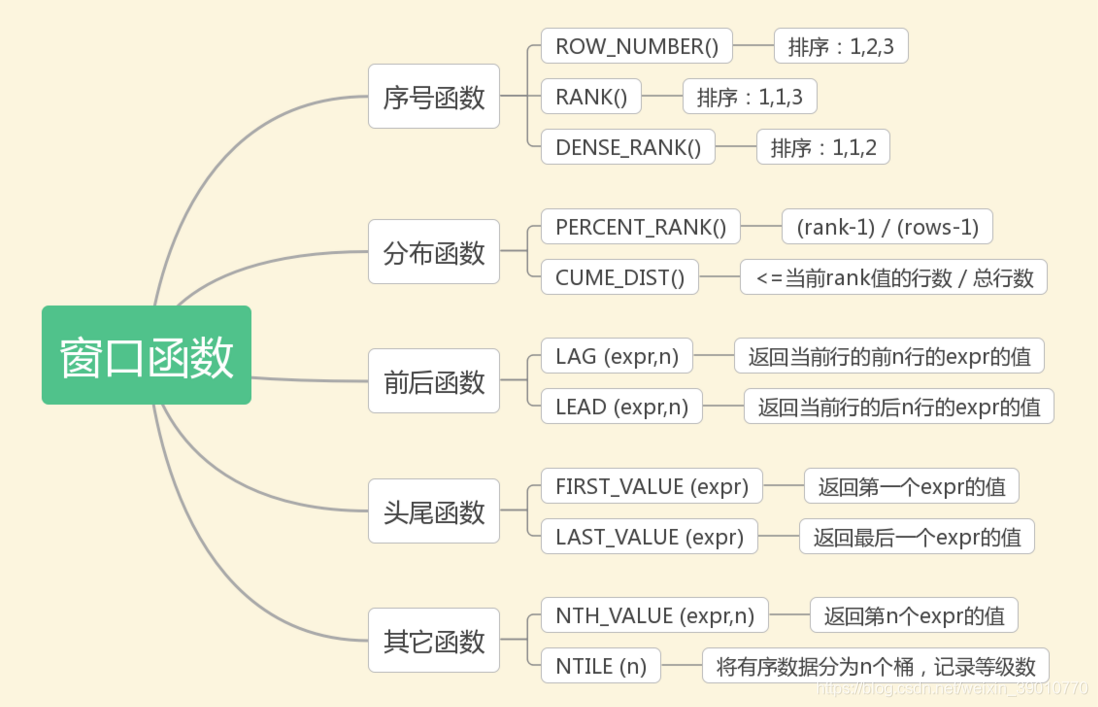 窗口函数
序号函数
ROW_NUMBER()
排序：1,2,3
RANK()
排序：1,1,3
DENSE_RANK()
排序：1,1,2
分布函数
PERCENT_RANK()
(rank-1) / (rows-1)
CUME_DIST()
<=当前rank值的行数 / 总行数
前后函数
LAG (expr,n)
返回当前行的前n行的expr的值
LEAD (expr,n)
返回当前行的后n行的expr的值
头尾函数
FIRST_VALUE (expr)
返回第一个expr的值
LAST_VALUE (expr)
返回最后一个expr的值
其它函数
NTH_VALUE (expr,n)
返回第n个expr的值
NTILE (n)
将有序数据分为n个桶，记录等级数
https://blog.csdn.net/weixin_39010770